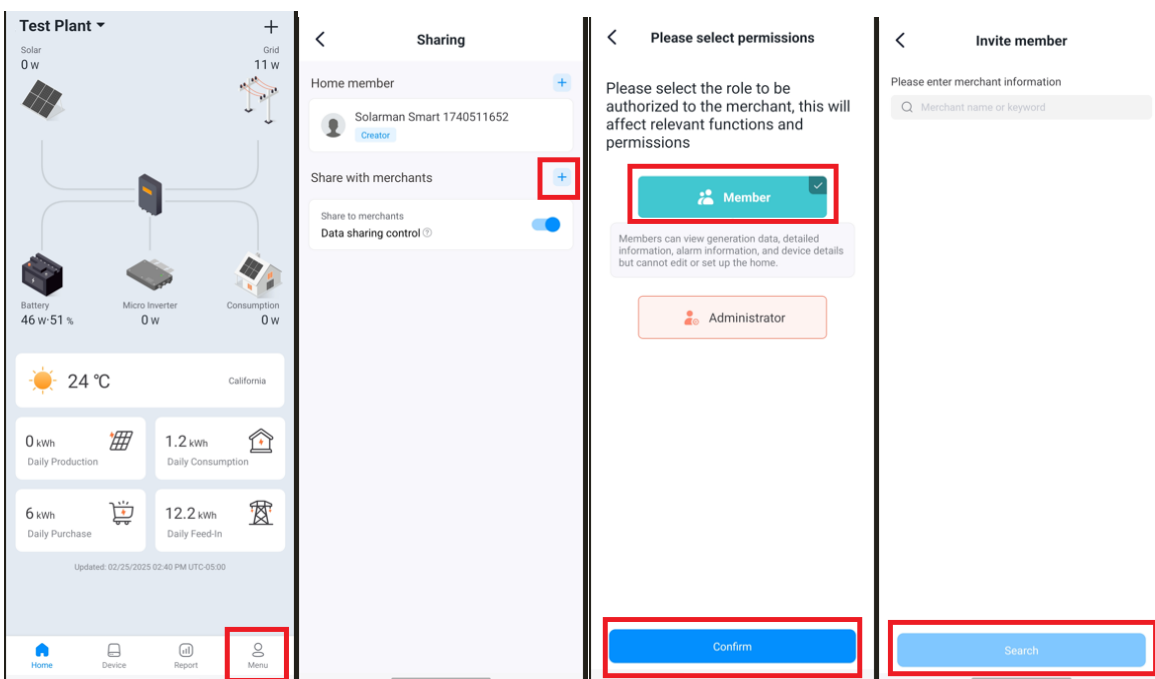 Test Plant
Solar
0 w
Grid
11 w
Battery
46 w·51 %
Micro Inverter
0 w
Consumption
0 w
24 ℃
California
0 kWh
Daily Production
1.2 kWh
Daily Consumption
6 kWh
Daily Purchase
12.2 kWh
Daily Feed-In
Updated: 02/25/2025 02:40 PM UTC-05:00
Home
Device
Report
Menu
Sharing
Home member
Solarman Smart 1740511652
Creator
Share with merchants
Share to merchants
Data sharing control
Please select permissions
Please select the role to be
authorized to the merchant, this will
affect relevant functions and
permissions
Member
Members can view generation data, detailed
information, alarm information, and device details
but cannot edit or set up the home.
Administrator
Confirm
Invite member
Please enter merchant information
Merchant name or keyword
Search